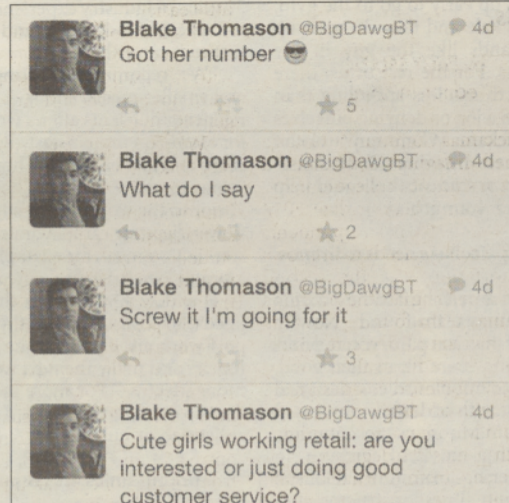 Blake Thomason @BigDawgBT 4d
Got her number 😎
5
Blake Thomason @BigDawgBT 4d
What do I say
2
Blake Thomason @BigDawgBT 4d
Screw it I'm going for it
3
Blake Thomason @BigDawgBT 4d
Cute girls working retail: are you
interested or just doing good
customer service?